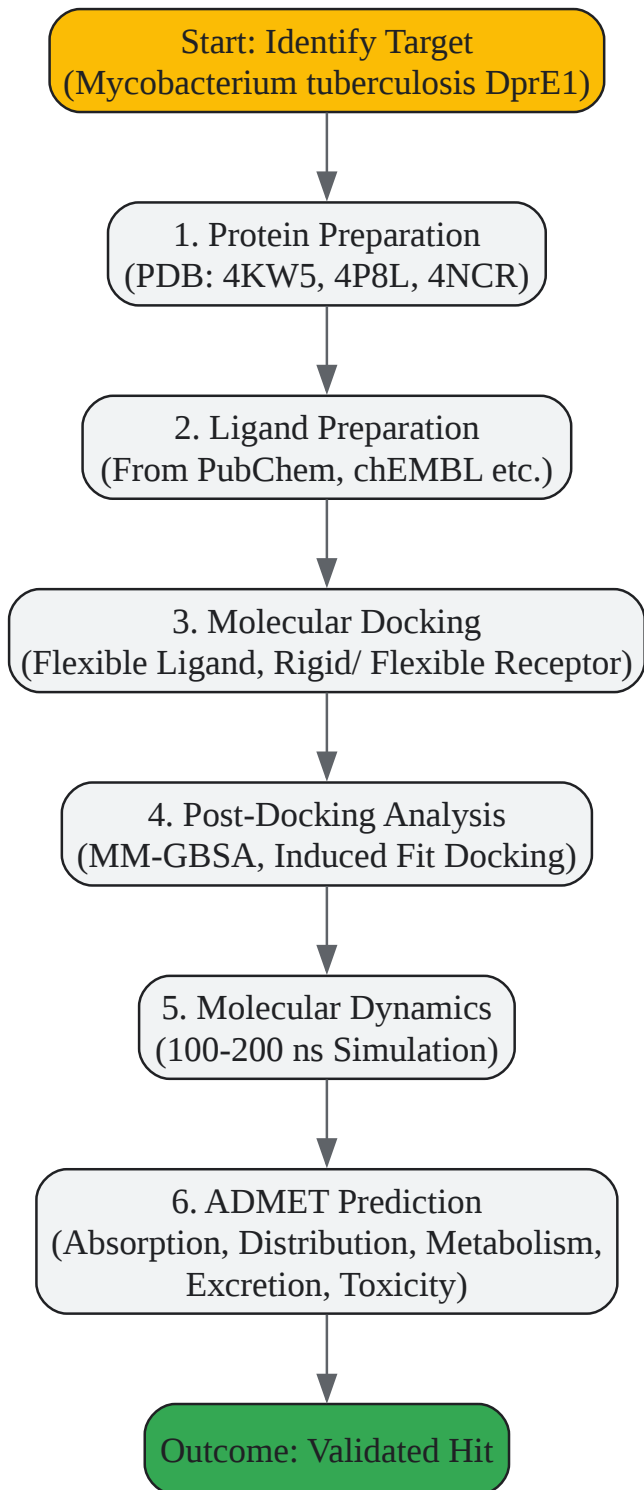 Start: Identify Target
(Mycobacterium tuberculosis DprE1)
1. Protein Preparation
(PDB: 4KW5, 4P8L, 4NCR)
2. Ligand Preparation
(From PubChem, chEMBL etc.)
3. Molecular Docking
(Flexible Ligand, Rigid/ Flexible Receptor)
4. Post-Docking Analysis
(MM-GBSA, Induced Fit Docking)
5. Molecular Dynamics
(100-200 ns Simulation)
6. ADMET Prediction
(Absorption, Distribution, Metabolism,
Excretion, Toxicity)
Outcome: Validated Hit